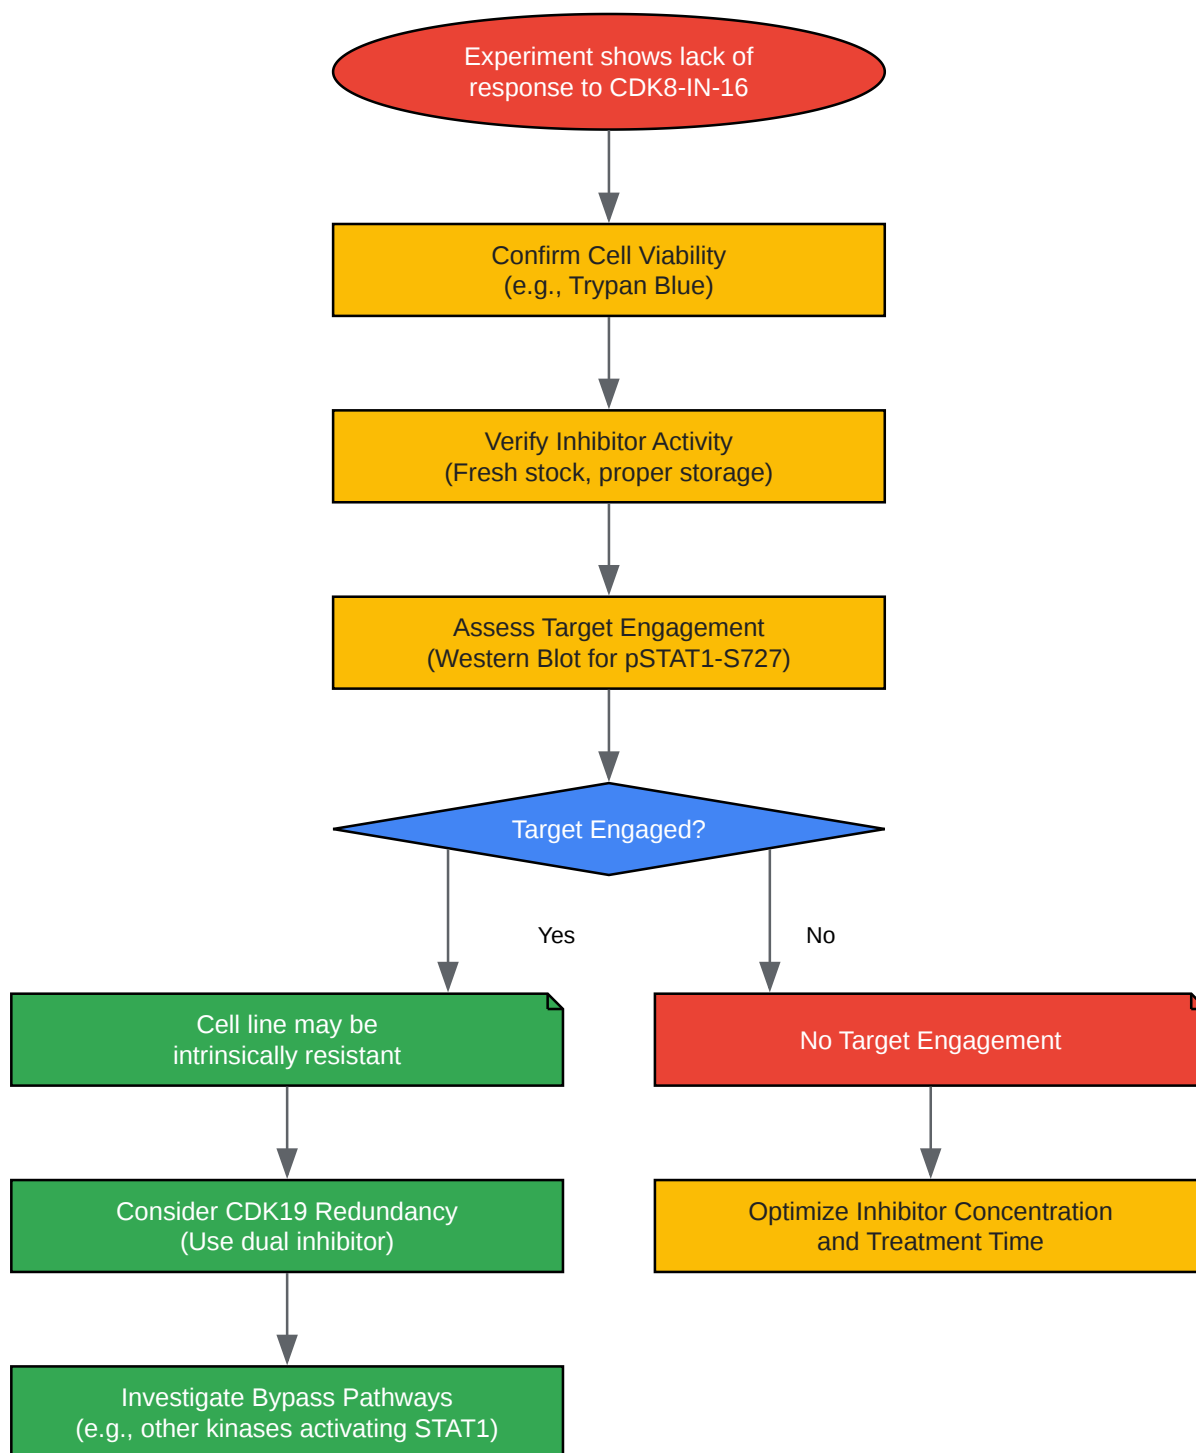 Experiment shows lack of
response to CDK8-IN-16
Confirm Cell Viability
(e.g., Trypan Blue)
Verify Inhibitor Activity
(Fresh stock, proper storage)
Assess Target Engagement
(Western Blot for pSTAT1-S727)
Target Engaged?
Yes
No
Cell line may be
intrinsically resistant
No Target Engagement
Consider CDK19 Redundancy
(Use dual inhibitor)
Optimize Inhibitor Concentration
and Treatment Time
Investigate Bypass Pathways
(e.g., other kinases activating STAT1)